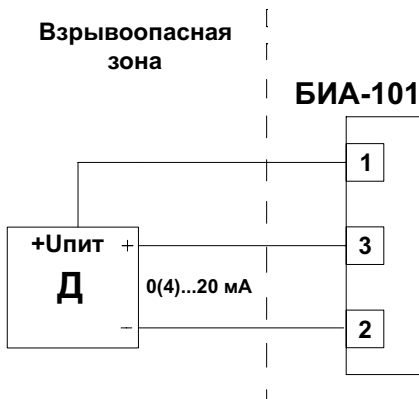 Взрывоопасная
зона
БИА-101
1
+Uпит +
3
Д
0(4)...20 мА
–
2